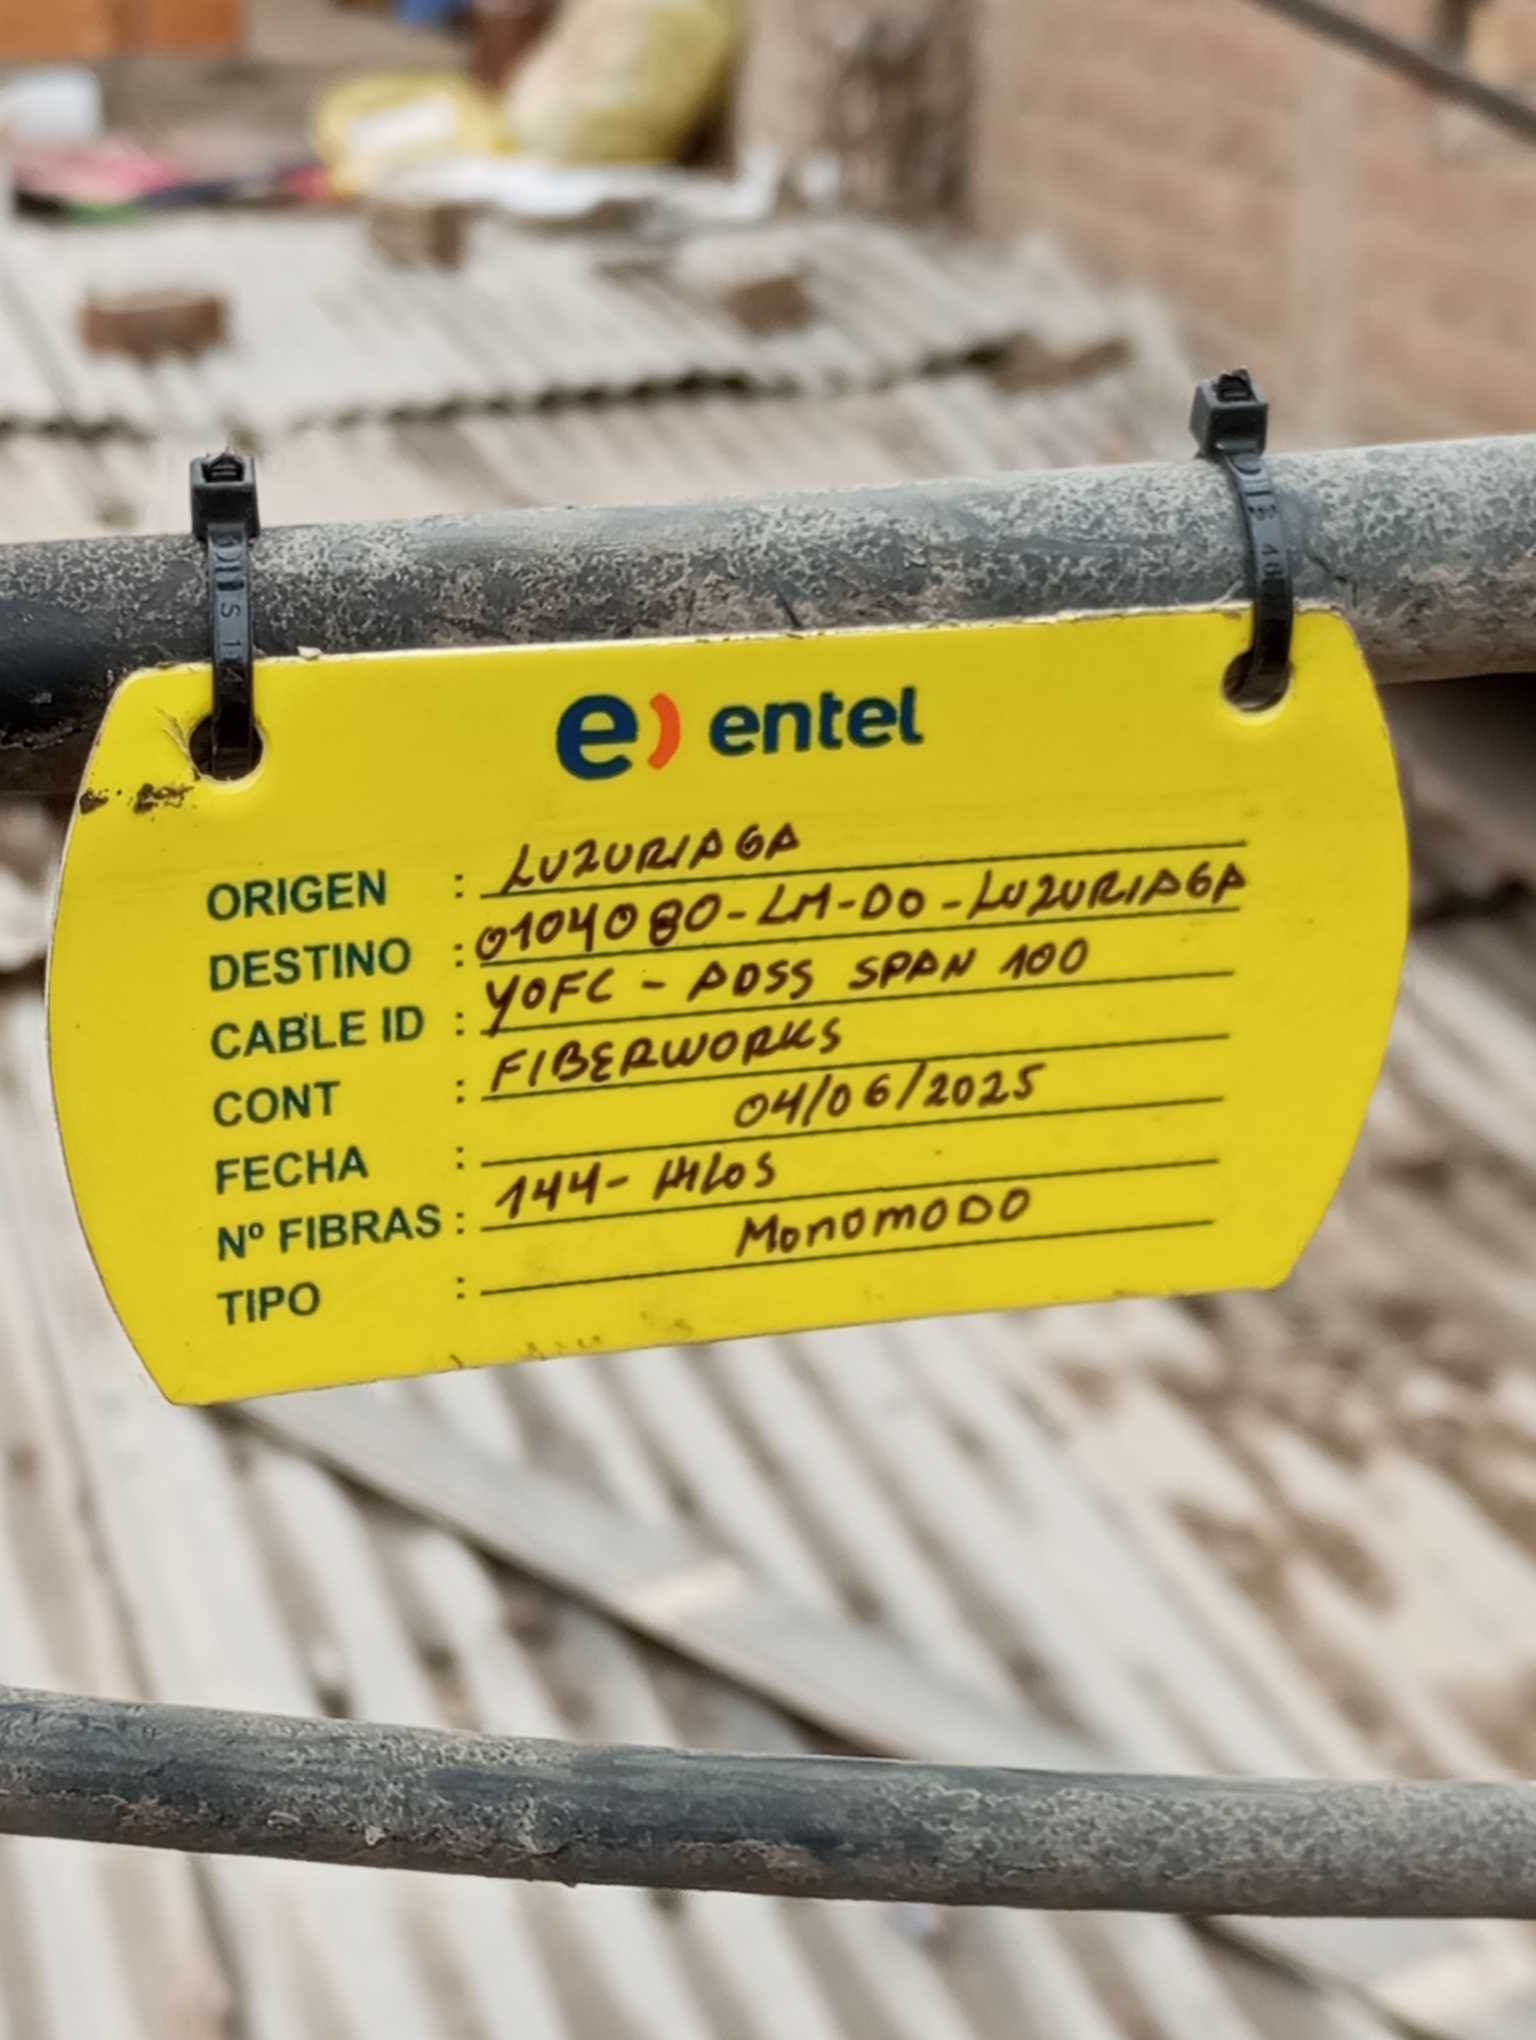 e) entel
ORIGEN : LUZURIAGA
DESTINO : 0104080-LM-DO-LUZURIAGA
CABLE ID : YOFC - ADSS SPAN 100
CONT : FIBERWORKS
FECHA : 04/06/2025
Nº FIBRAS : 144- HILOS
TIPO : MONOMODO